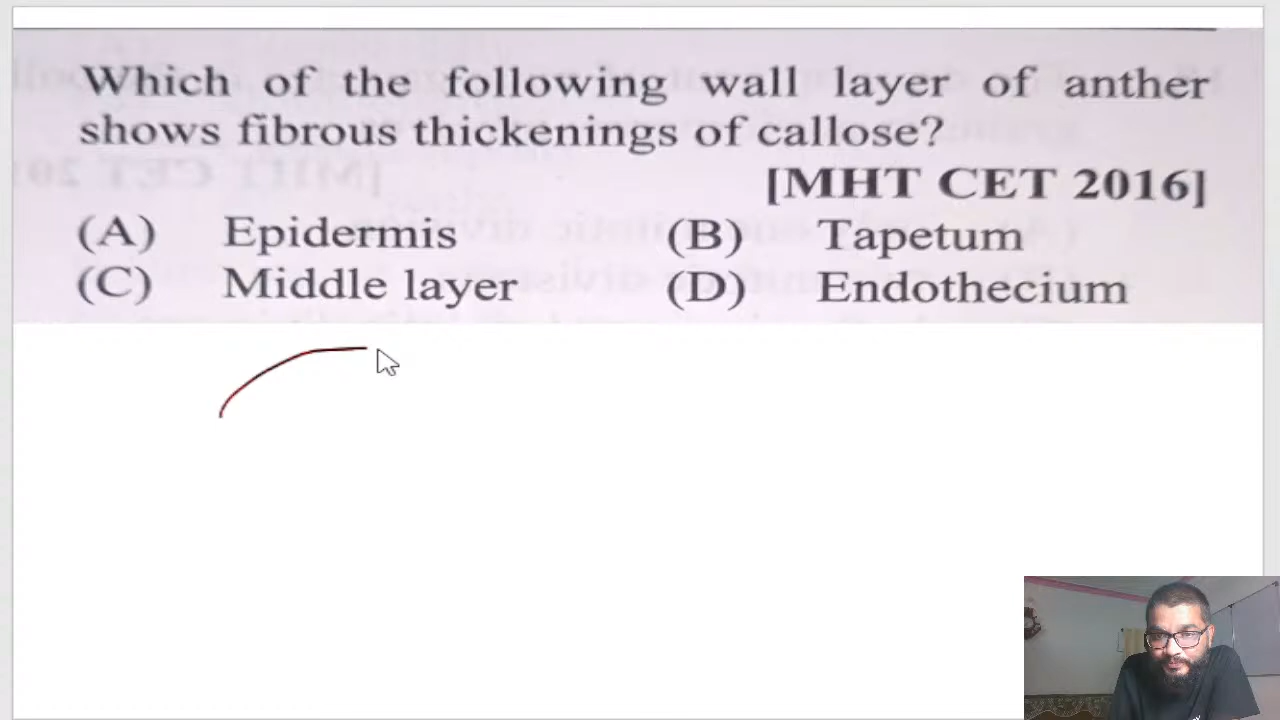 Which of the following wall layer of anther
shows fibrous thickenings of callose?
[MHT CET 2016]
(A) Epidermis (B) Tapetum
(C) Middle layer (D) Endothecium